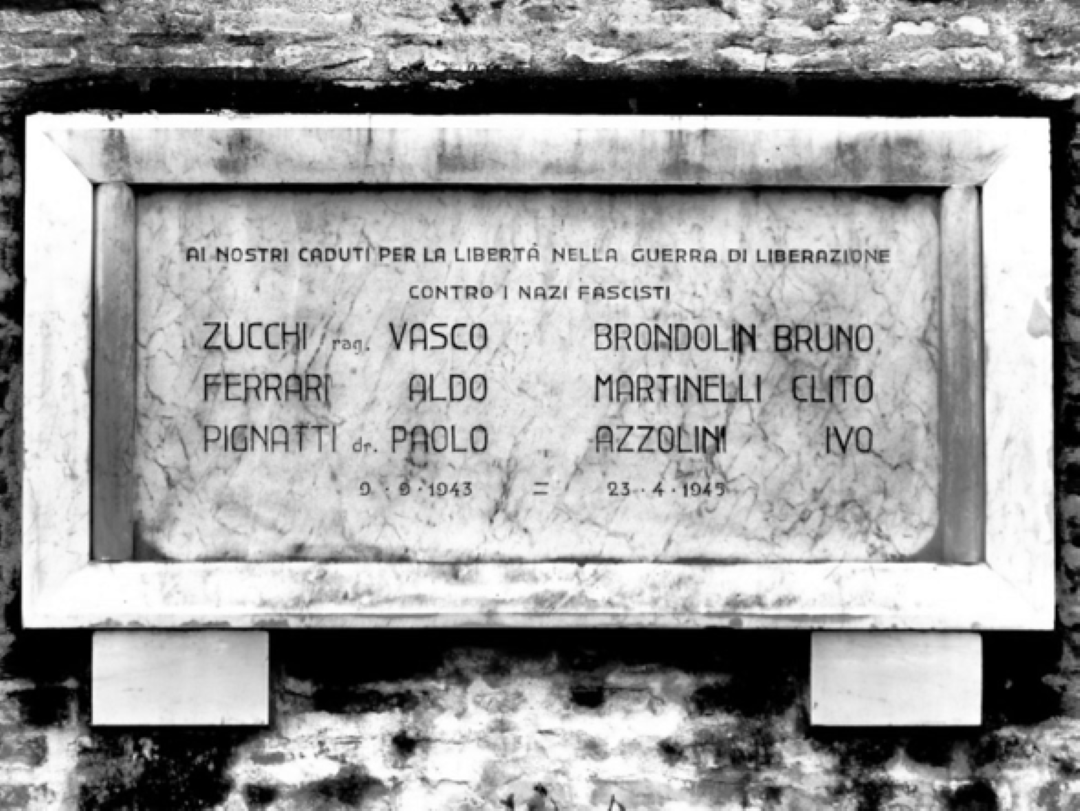 AI NOSTRI CADUTI PER LA LIBERTÀ NELLA GUERRA DI LIBERAZIONE
CONTRO I NAZI FASCISTI
ZUCCHI rag. VASCO BRONDOLIN BRUNO
FERRARI ALDO MARTINELLI CLITO
PIGNATTI dr. PAOLO AZZOLINI IVO
9 · 9 · 1943 = 23 · 4 · 1945